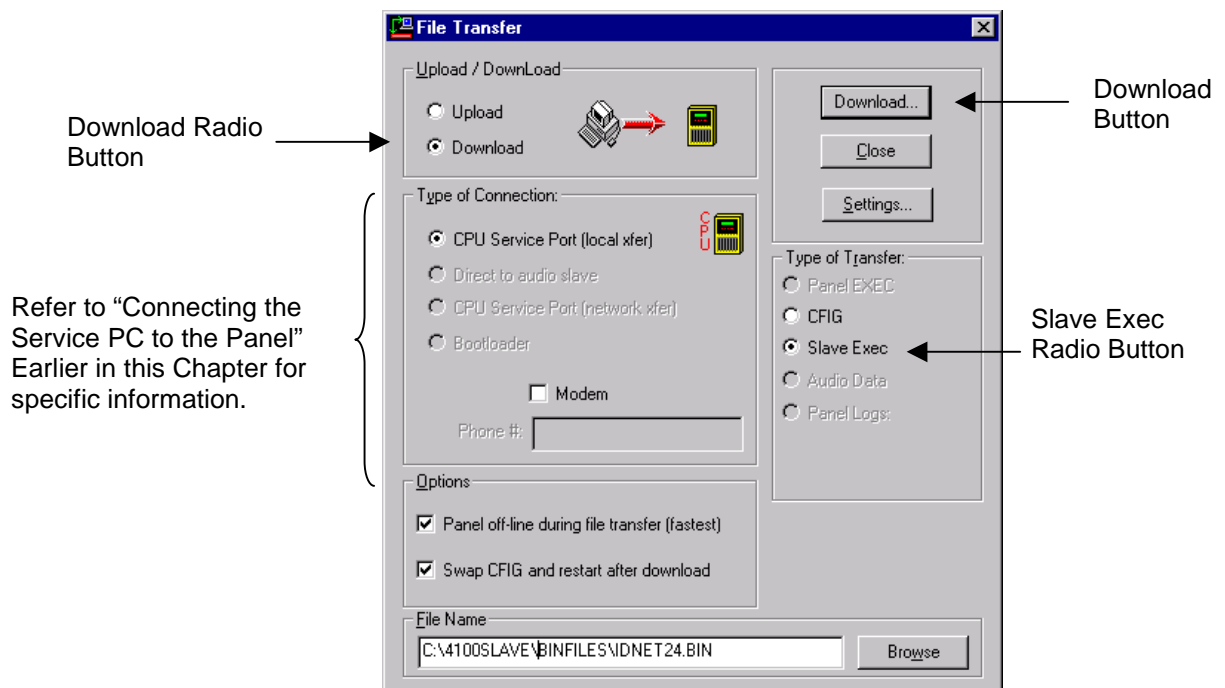 File Transfer
Upload / DownLoad
Upload
Download
Download...
Close
Settings...
Download Radio
Button
Download
Button
Type of Connection:
CPU
CPU Service Port (local xfer)
Direct to audio slave
CPU Service Port (network xfer)
Bootloader
Modem
Phone #:
Refer to “Connecting the
Service PC to the Panel”
Earlier in this Chapter for
specific information.
Type of Transfer:
Panel EXEC
CFIG
Slave Exec
Audio Data
Panel Logs:
Slave Exec
Radio Button
Options
Panel off-line during file transfer (fastest)
Swap CFIG and restart after download
File Name
C:\4100SLAVE\BINFILES\IDNET24.BIN
Browse